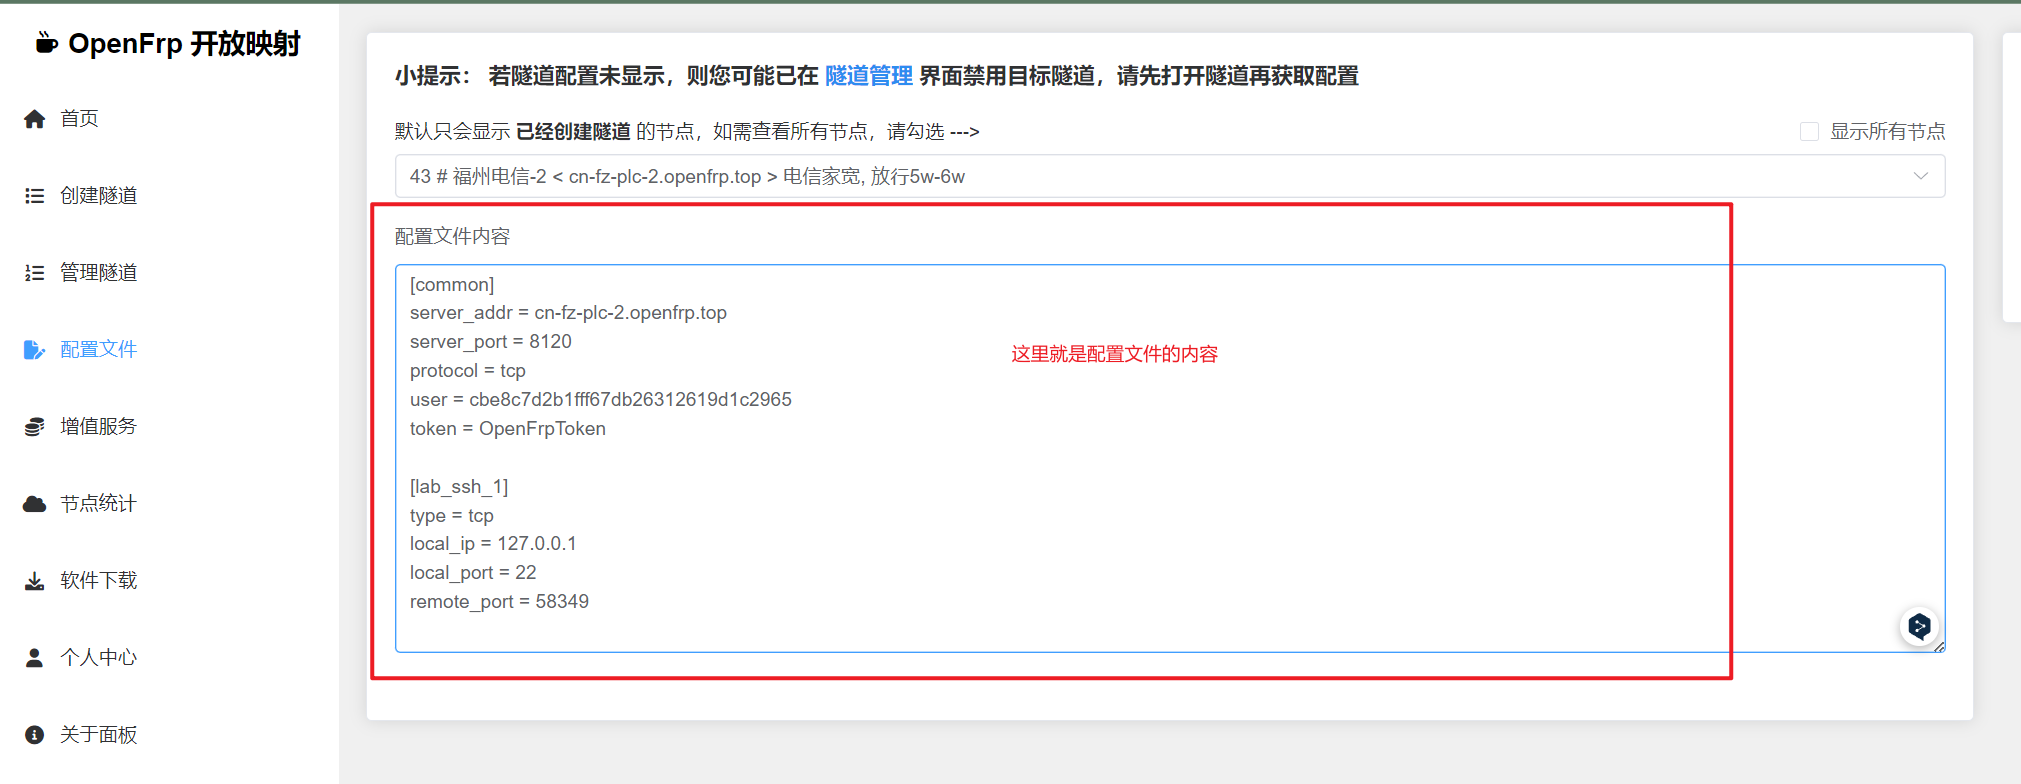 OpenFrp 开放映射
首页
创建隧道
管理隧道
配置文件
增值服务
节点统计
软件下载
个人中心
关于面板
小提示： 若隧道配置未显示，则您可能已在 隧道管理 界面禁用目标隧道，请先打开隧道再获取配置
默认只会显示 已经创建隧道 的节点，如需查看所有节点，请勾选 --->
显示所有节点
43 # 福州电信-2 < cn-fz-plc-2.openfrp.top > 电信家宽, 放行5w-6w
配置文件内容
[common]
server_addr = cn-fz-plc-2.openfrp.top
server_port = 8120
protocol = tcp
user = cbe8c7d2b1fff67db26312619d1c2965
token = OpenFrpToken
[lab_ssh_1]
type = tcp
local_ip = 127.0.0.1
local_port = 22
remote_port = 58349
这里就是配置文件的内容